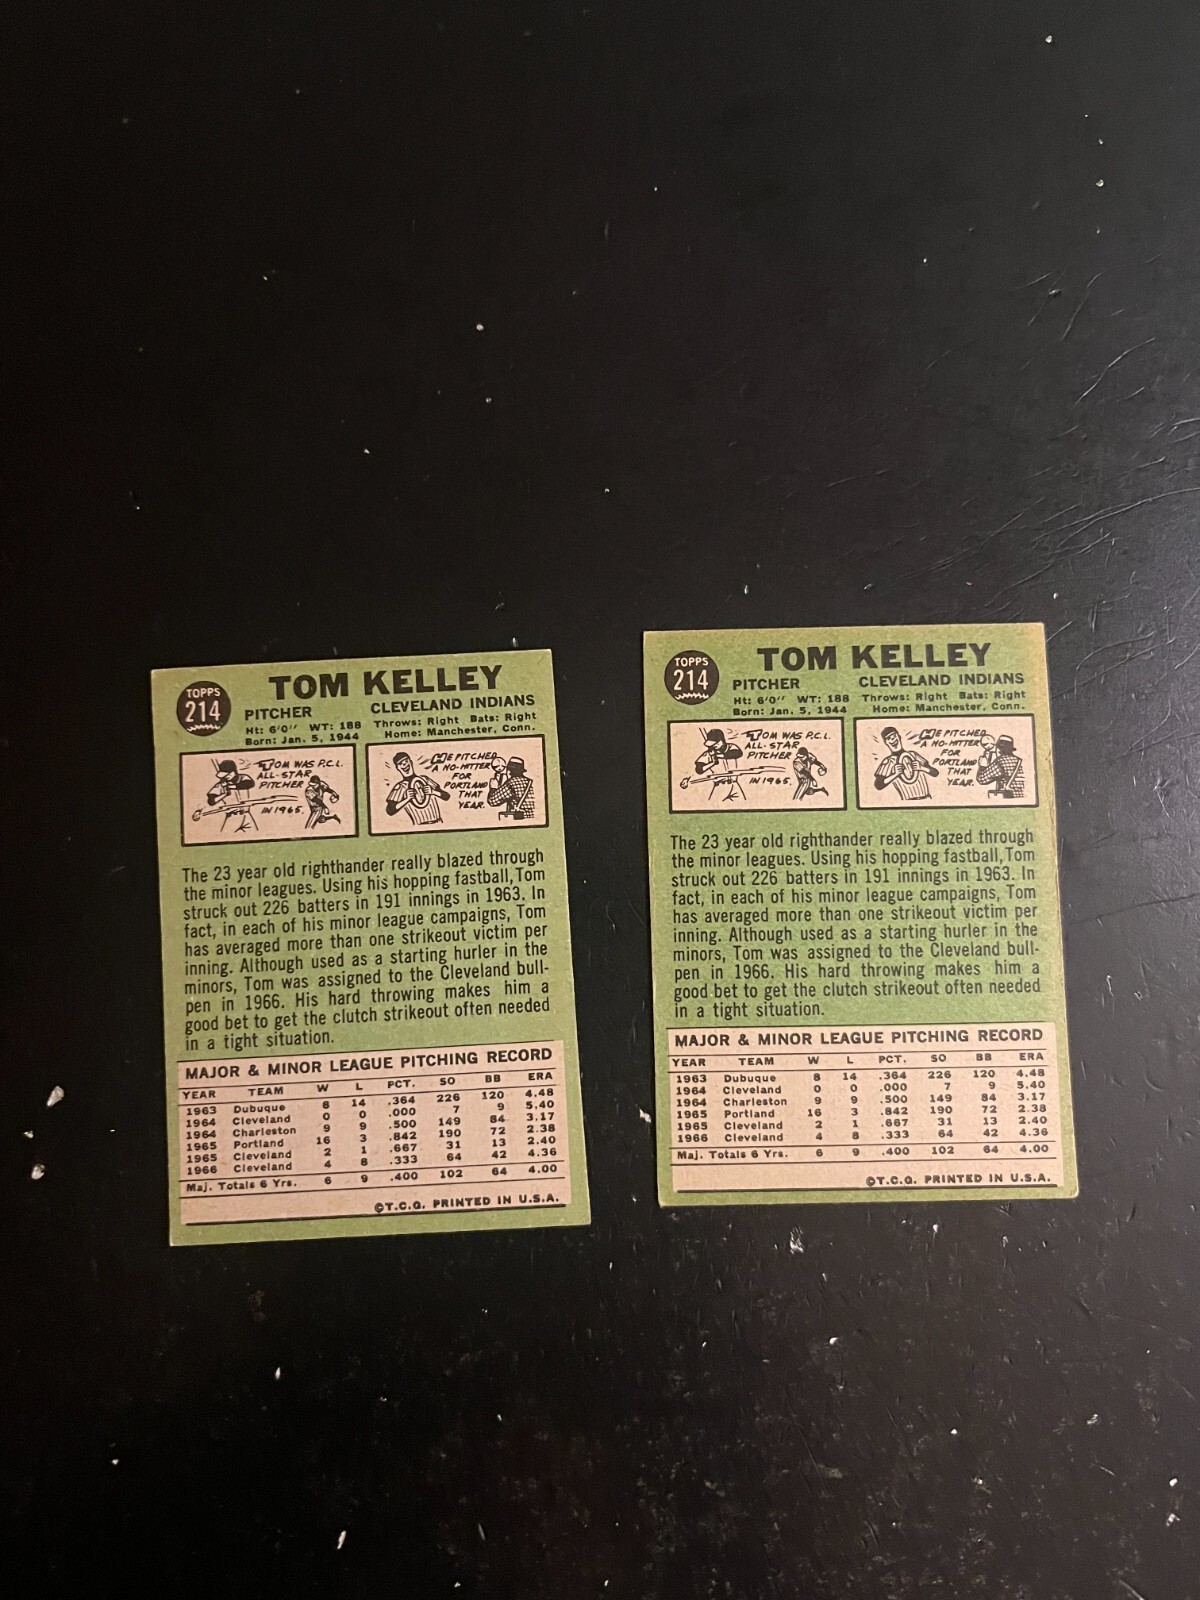 TOPPS
214
TOM KELLEY
PITCHER CLEVELAND INDIANS
Ht: 6'0" WT: 188 Throws: Right Bats: Right
Born: Jan. 5, 1944 Home: Manchester, Conn.
TOM WAS P.C.L.
ALL-STAR
PITCHER
IN 1965.
HE PITCHED
A NO-HITTER
FOR
PORTLAND
THAT
YEAR.
The 23 year old righthander really blazed through
the minor leagues. Using his hopping fastball, Tom
struck out 226 batters in 191 innings in 1963. In
fact, in each of his minor league campaigns, Tom
has averaged more than one strikeout victim per
inning. Although used as a starting hurler in the
minors, Tom was assigned to the Cleveland bull-
pen in 1966. His hard throwing makes him a
good bet to get the clutch strikeout often needed
in a tight situation.
MAJOR & MINOR LEAGUE PITCHING RECORD
YEAR TEAM W L PCT. SO BB ERA
1963 Dubuque 8 14 .364 226 120 4.48
1964 Cleveland 0 0 .000 7 9 5.40
1964 Charleston 9 9 .500 149 84 3.17
1965 Portland 16 3 .842 190 72 2.38
1965 Cleveland 2 1 .667 31 13 2.40
1966 Cleveland 4 8 .333 64 42 4.36
Maj. Totals 6 Yrs. 6 9 .400 102 64 4.00
©T.C.G. PRINTED IN U.S.A.
TOPPS
214
TOM KELLEY
PITCHER CLEVELAND INDIANS
Ht: 6'0" WT: 188 Throws: Right Bats: Right
Born: Jan. 5, 1944 Home: Manchester, Conn.
TOM WAS P.C.L.
ALL-STAR
PITCHER
IN 1965.
HE PITCHED
A NO-HITTER
FOR
PORTLAND
THAT
YEAR.
The 23 year old righthander really blazed through
the minor leagues. Using his hopping fastball, Tom
struck out 226 batters in 191 innings in 1963. In
fact, in each of his minor league campaigns, Tom
has averaged more than one strikeout victim per
inning. Although used as a starting hurler in the
minors, Tom was assigned to the Cleveland bull-
pen in 1966. His hard throwing makes him a
good bet to get the clutch strikeout often needed
in a tight situation.
MAJOR & MINOR LEAGUE PITCHING RECORD
YEAR TEAM W L PCT. SO BB ERA
1963 Dubuque 8 14 .364 226 120 4.48
1964 Cleveland 0 0 .000 7 9 5.40
1964 Charleston 9 9 .500 149 84 3.17
1965 Portland 16 3 .842 190 72 2.38
1965 Cleveland 2 1 .667 31 13 2.40
1966 Cleveland 4 8 .333 64 42 4.36
Maj. Totals 6 Yrs. 6 9 .400 102 64 4.00
©T.C.G. PRINTED IN U.S.A.